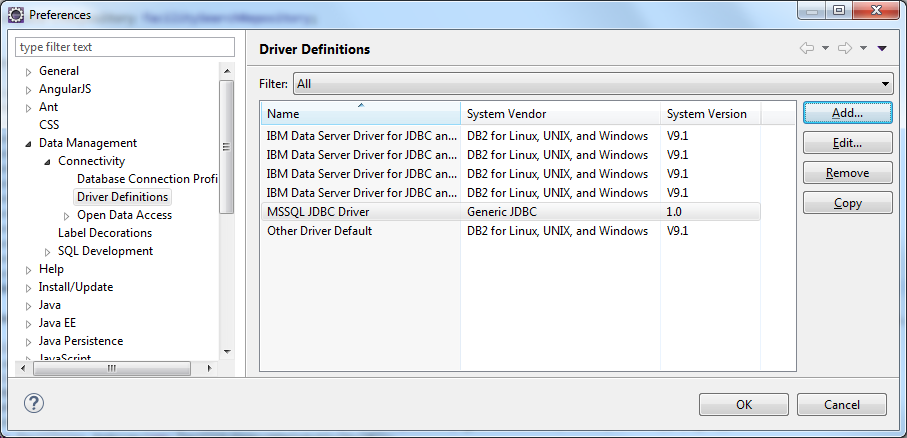 Preferences
type filter text
General
AngularJS
Ant
CSS
Data Management
Connectivity
Database Connection Profi
Driver Definitions
Open Data Access
Label Decorations
SQL Development
Help
Install/Update
Java
Java EE
Java Persistence
JavaScript
Driver Definitions
Filter: All
Name System Vendor System Version
IBM Data Server Driver for JDBC an... DB2 for Linux, UNIX, and Windows V9.1
IBM Data Server Driver for JDBC an... DB2 for Linux, UNIX, and Windows V9.1
IBM Data Server Driver for JDBC an... DB2 for Linux, UNIX, and Windows V9.1
IBM Data Server Driver for JDBC an... DB2 for Linux, UNIX, and Windows V9.1
MSSQL JDBC Driver Generic JDBC 1.0
Other Driver Default DB2 for Linux, UNIX, and Windows V9.1
Add...
Edit...
Remove
Copy
?
OK Cancel